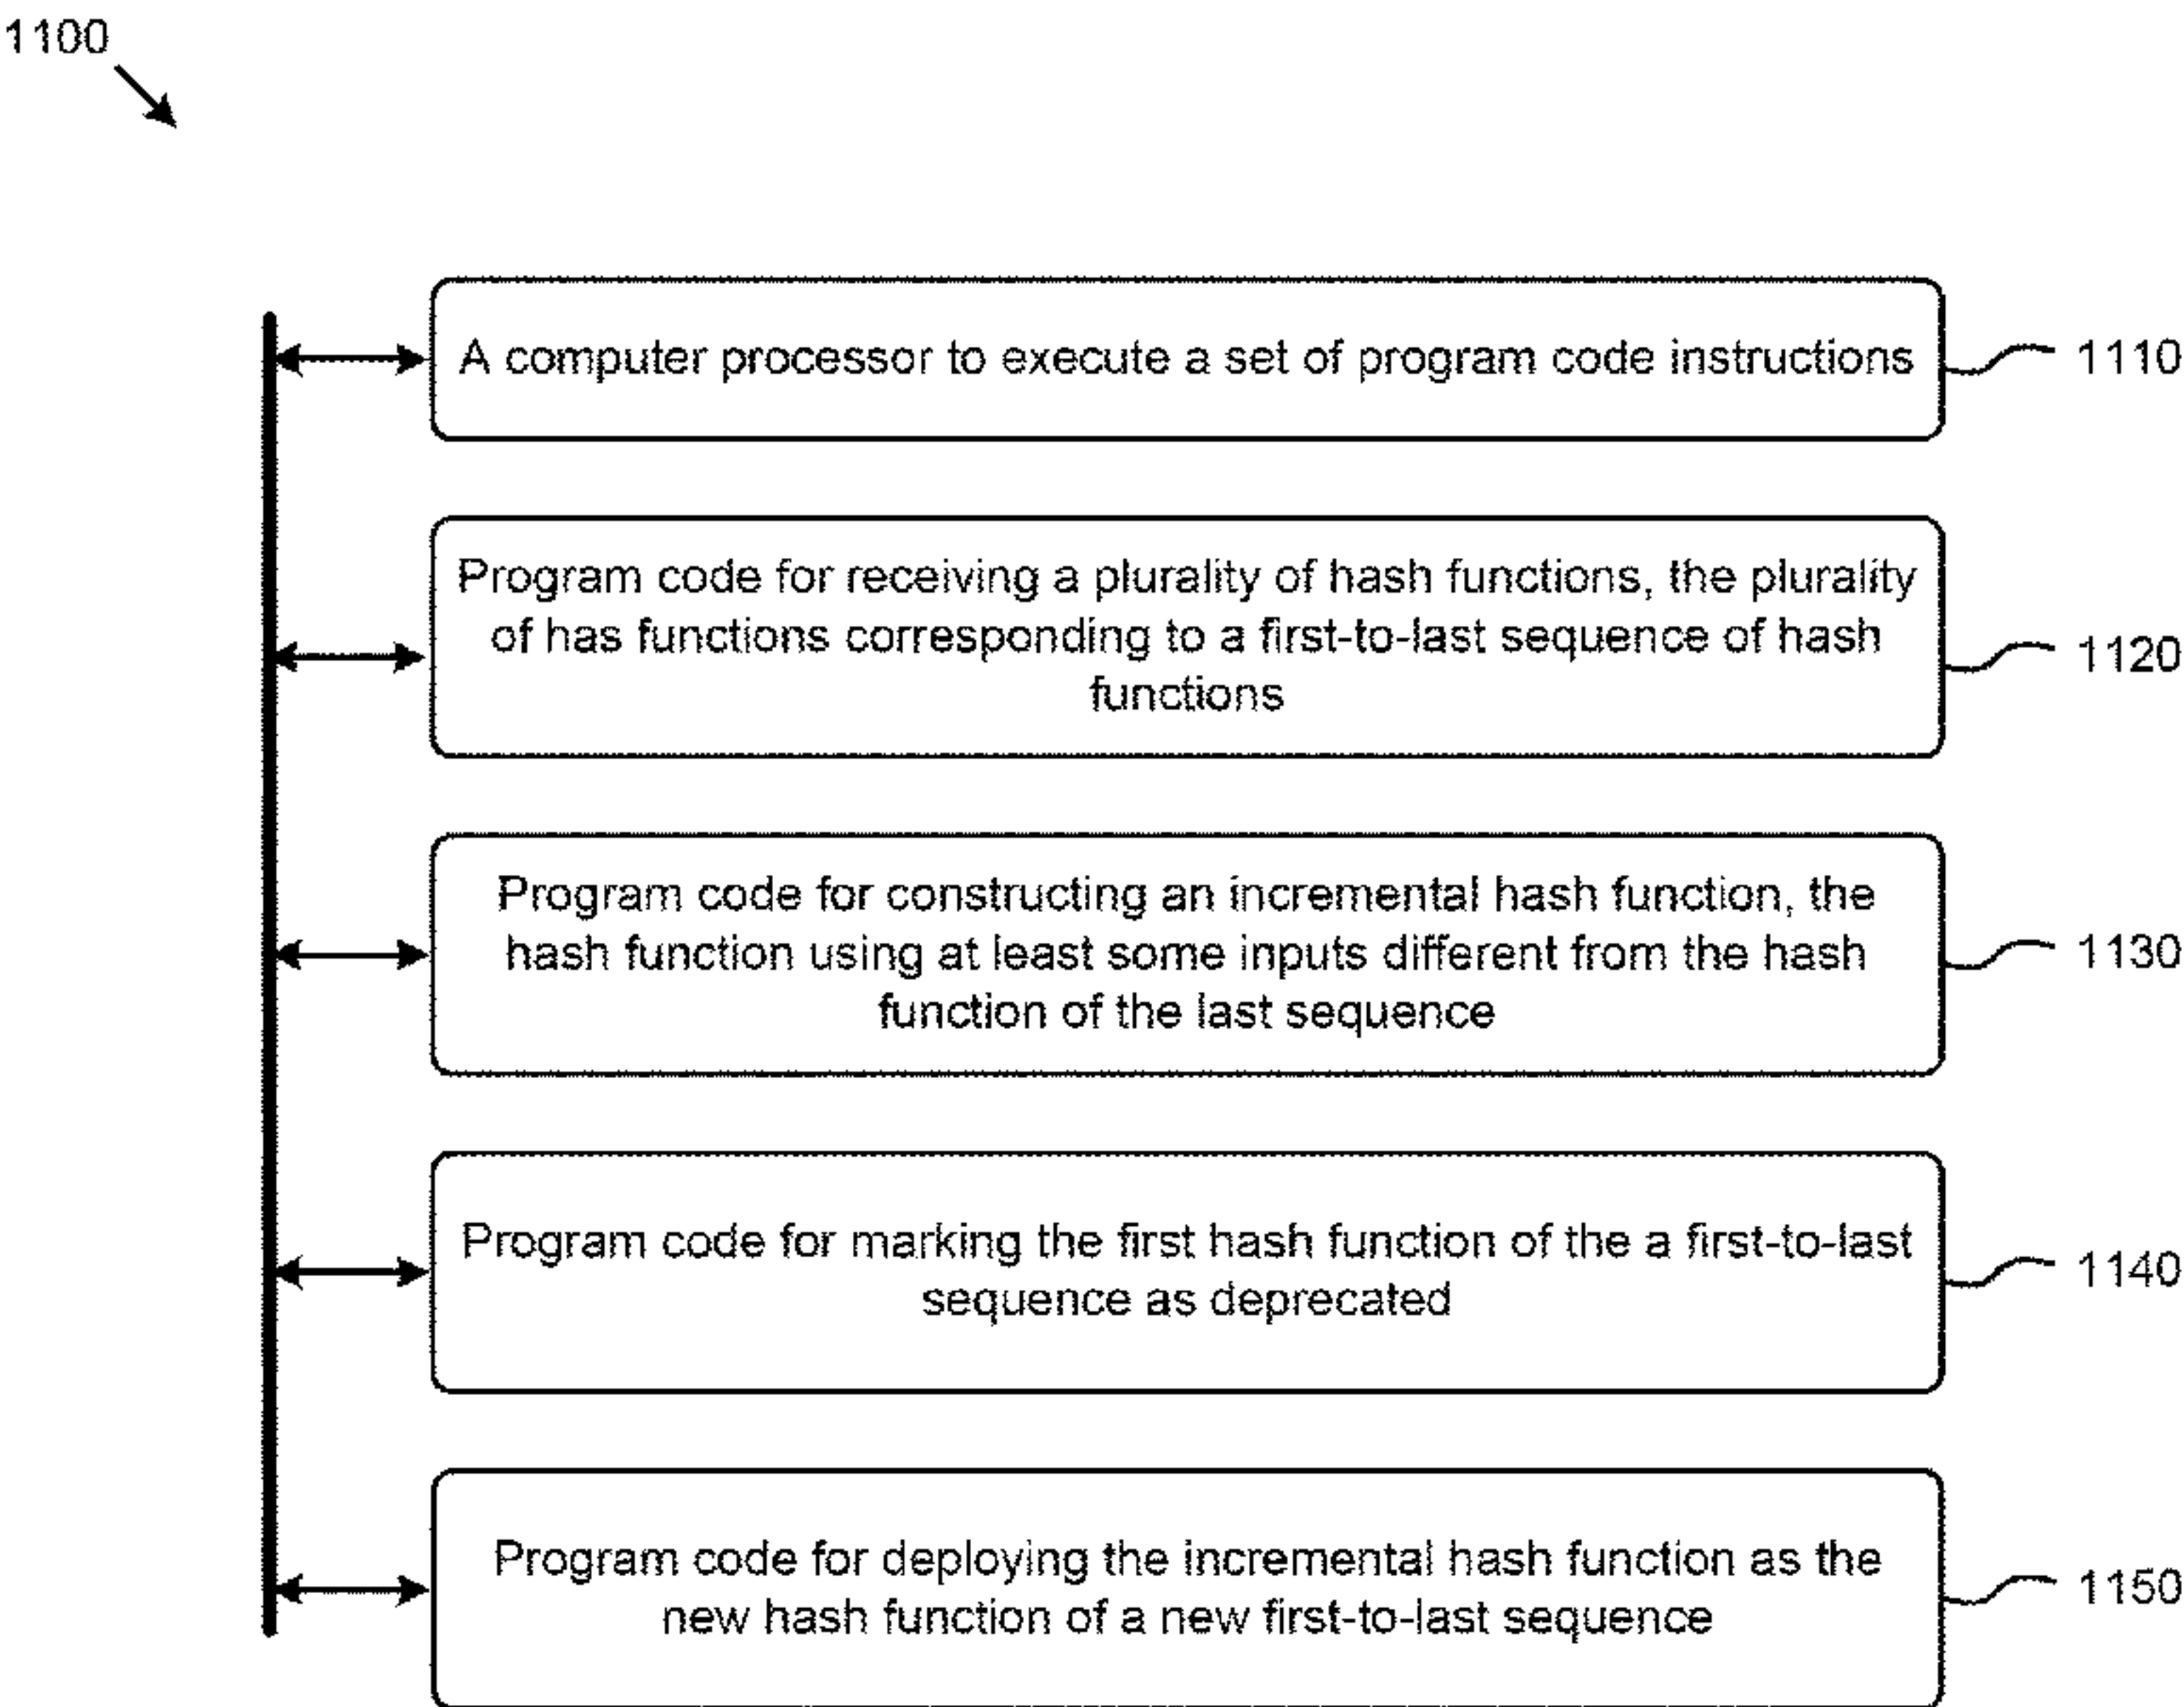 1100
A computer processor to execute a set of program code instructions
1110
Program code for receiving a plurality of hash functions, the plurality
of has functions corresponding to a first-to-last sequence of hash
functions
1120
Program code for constructing an incremental hash function, the
hash function using at least some inputs different from the hash
function of the last sequence
1130
Program code for marking the first hash function of the a first-to-last
sequence as deprecated
1140
Program code for deploying the incremental hash function as the
new hash function of a new first-to-last sequence
1150